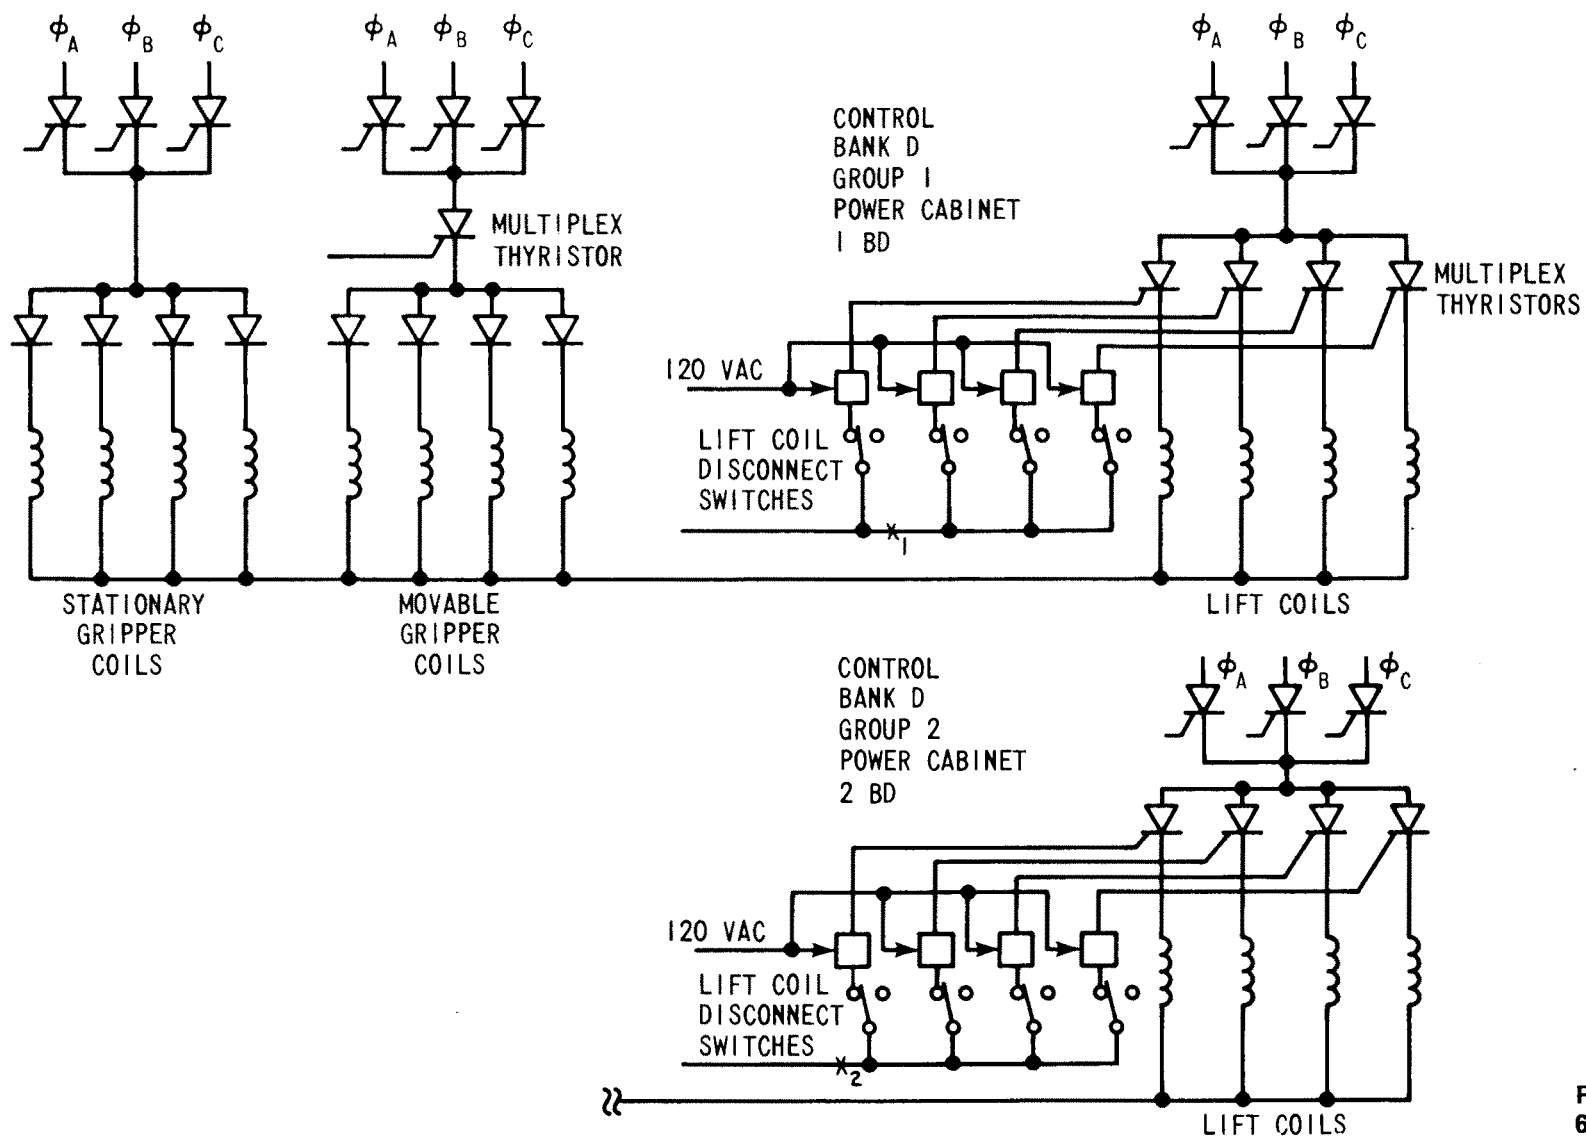 ϕA ϕB ϕC
ϕA ϕB ϕC
ϕA ϕB ϕC
CONTROL
BANK D
GROUP 1
POWER CABINET
1 BD
MULTIPLEX
THYRISTOR
MULTIPLEX
THYRISTORS
120 VAC
LIFT COIL
DISCONNECT
SWITCHES
X1
STATIONARY
GRIPPER
COILS
MOVABLE
GRIPPER
COILS
LIFT COILS
CONTROL
BANK D
GROUP 2
POWER CABINET
2 BD
ϕA ϕB ϕC
120 VAC
LIFT COIL
DISCONNECT
SWITCHES
X2
LIFT COILS
F
6